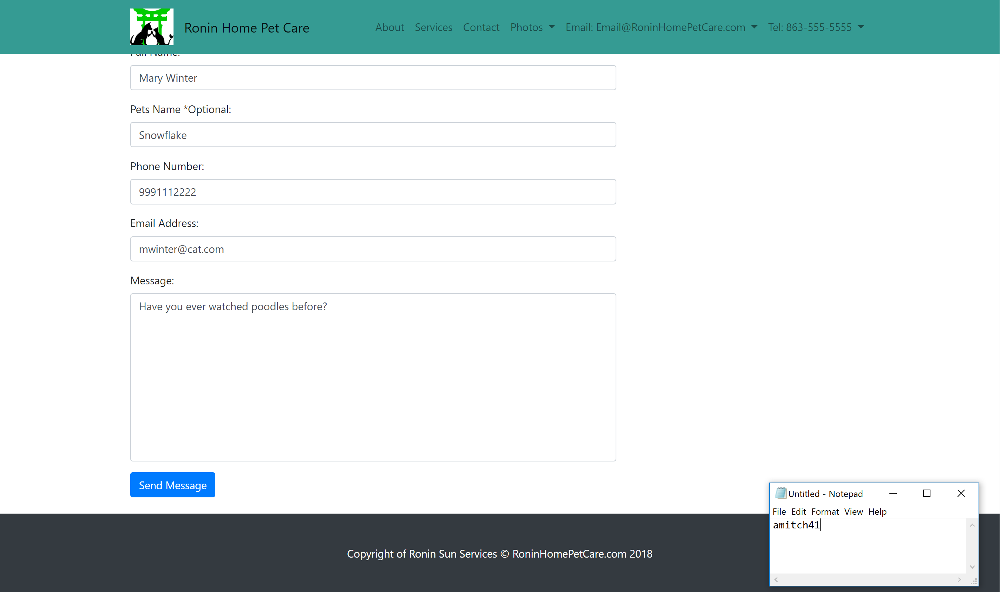 Ronin Home Pet Care
About Services Contact Photos Email: Email@RoninHomePetCare.com Tel: 863-555-5555
Full Name:
Mary Winter
Pets Name *Optional:
Snowflake
Phone Number:
9991112222
Email Address:
mwinter@cat.com
Message:
Have you ever watched poodles before?
Send Message
Untitled - Notepad
File Edit Format View Help
amitch41
Copyright of Ronin Sun Services © RoninHomePetCare.com 2018